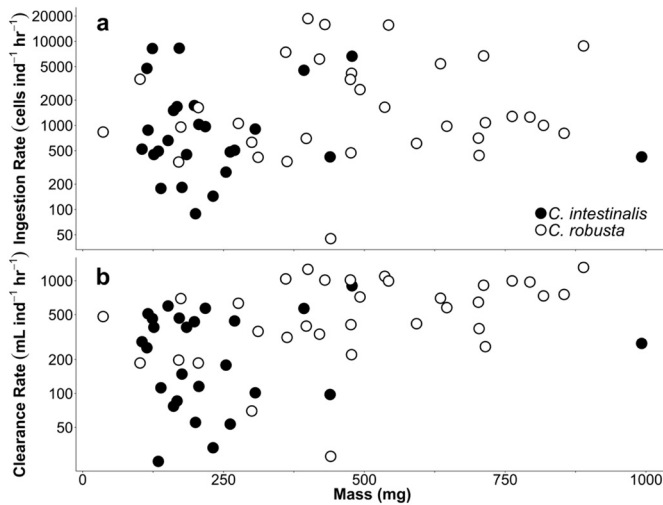 a
Ingestion Rate (cells ind⁻¹ hr⁻¹)
20000
10000
5000
2000
1000
500
200
100
50
C. intestinalis
C. robusta
b
Clearance Rate (mL ind⁻¹ hr⁻¹)
1000
500
200
100
50
0
250
500
750
1000
Mass (mg)